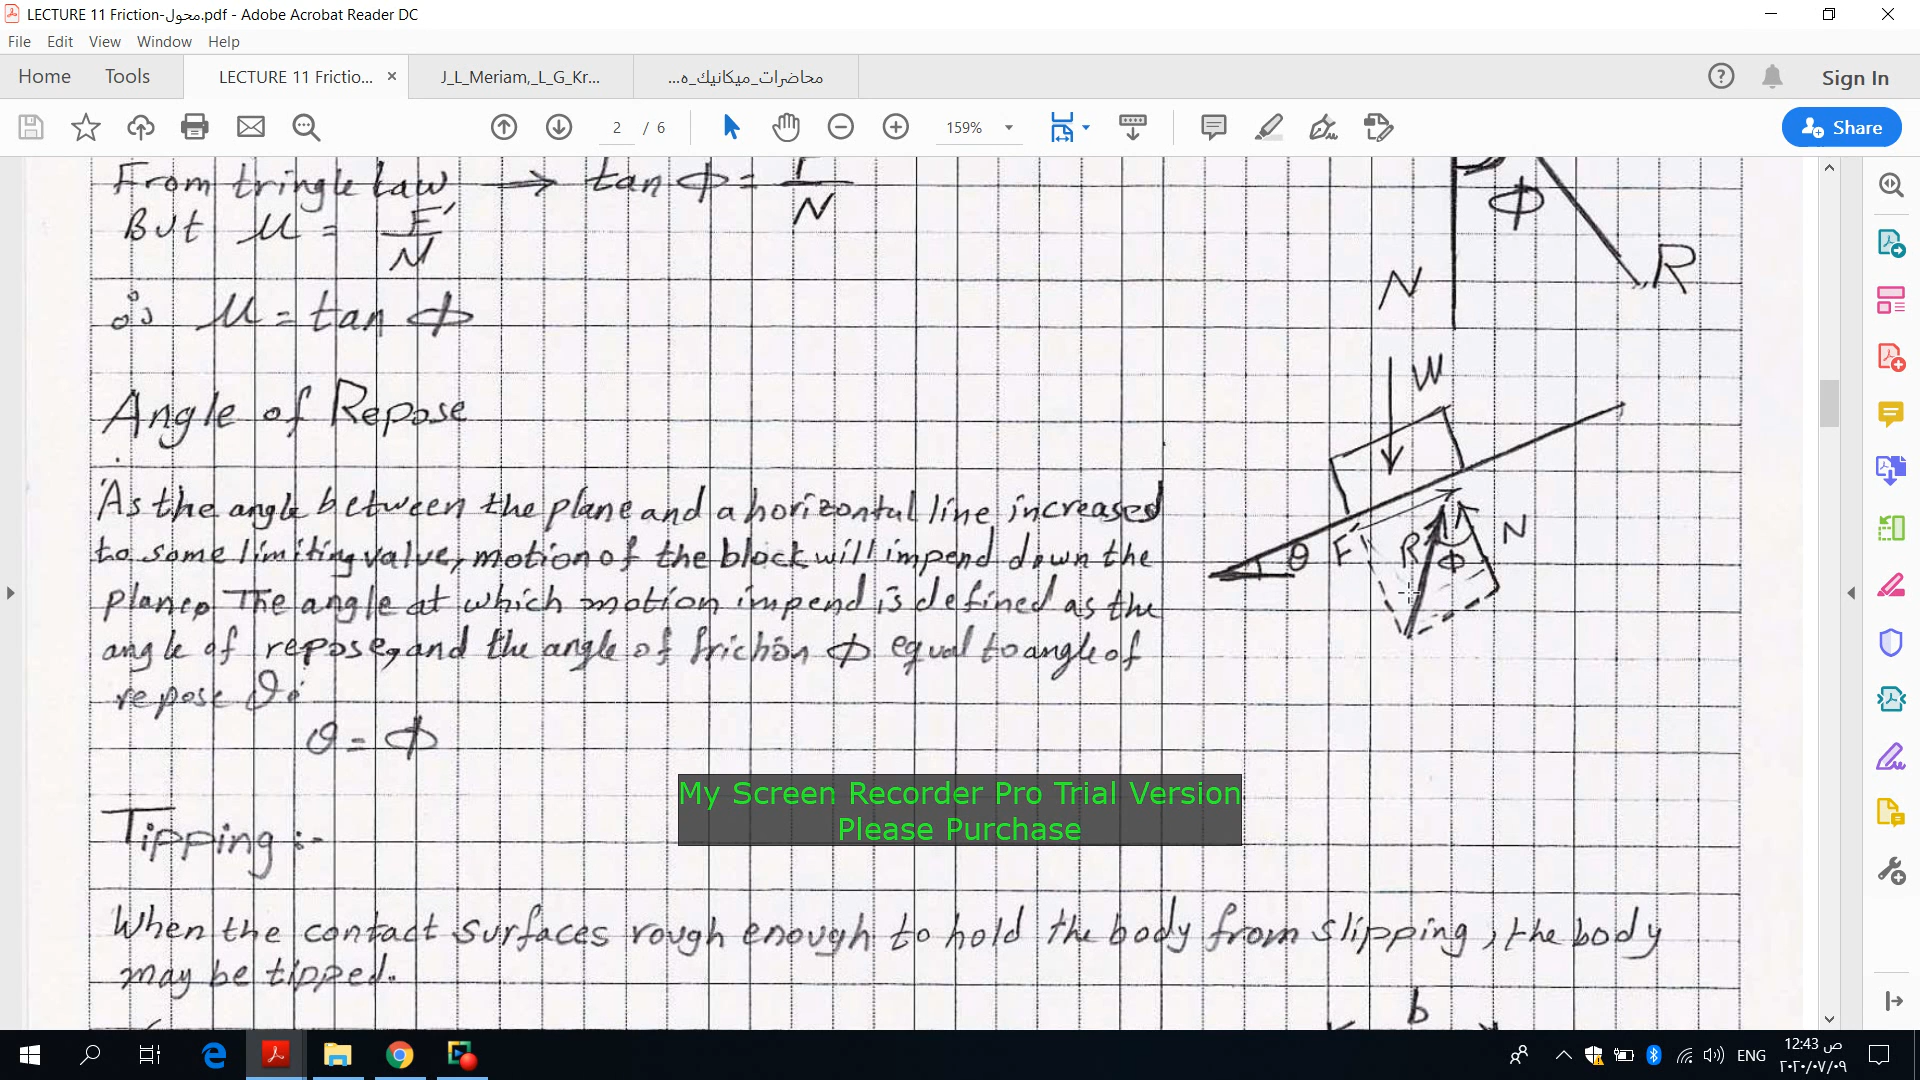 LECTURE 11 Friction-محول.pdf - Adobe Acrobat Reader DC
File Edit View Window Help
Home Tools LECTURE 11 Frictio... × J_L_Meriam,_L_G_Kr... محاضرات_ميكانيك_ه... Sign In
2 / 6 159% Share
From tringle Law → tan Φ = F/N
But μ = F'/N
∴ μ = tan Φ
Φ
N R
W
Angle of Repose
As the angle between the plane and a horizontal line increased
to some limiting value, motion of the block will impend down the
plane. The angle at which motion impend is defined as the
angle of repose, and the angle of friction Φ equal to angle of
repose θ.
θ = Φ
θ F R Φ N
My Screen Recorder Pro Trial Version
Please Purchase
Tipping :-
When the contact surfaces rough enough to hold the body from slipping, the body
may be tipped.
b
ENG
12:43 ص
٢٠٢٠/٠٧/٠٩